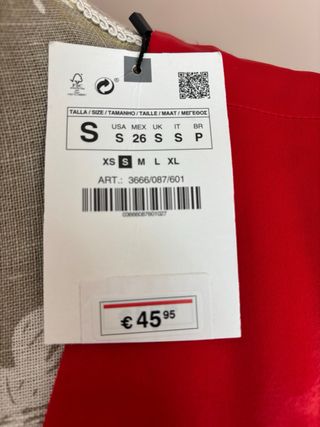 TALLA / SIZE / TAMANHO / TAILLE / MAAT / ΜΕΓΕΘΟΣ
S USA MEX UK IT BR
S 26 S S P
XS S M L XL
ART.: 3666/087/601
03666087601027
€ 45 95